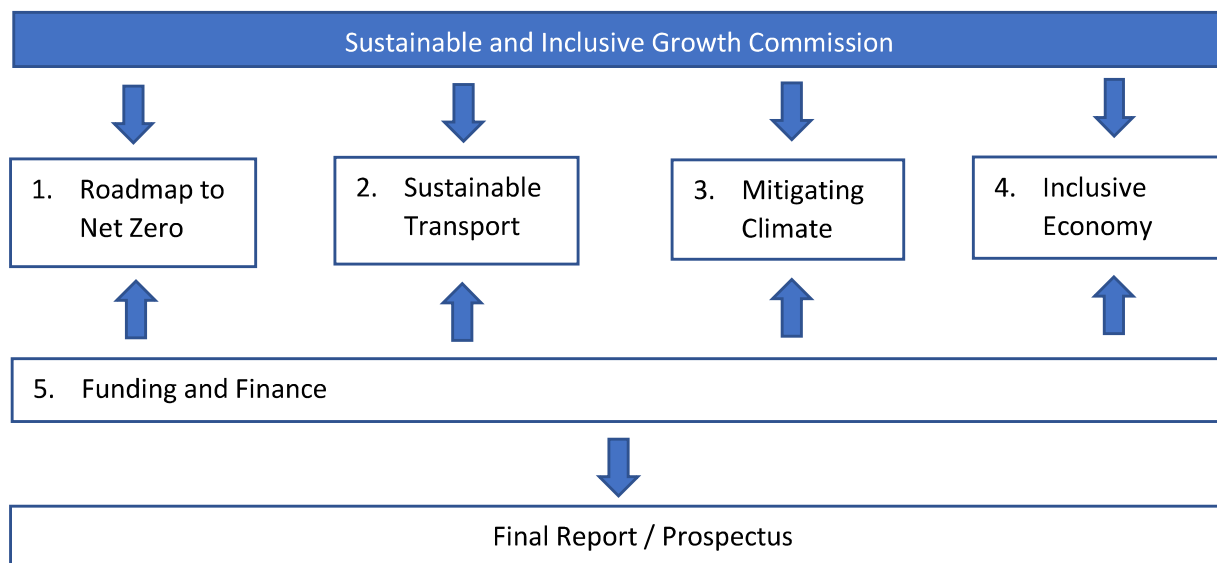 Sustainable and Inclusive Growth Commission
1. Roadmap to
Net Zero
2. Sustainable
Transport
3. Mitigating
Climate
4. Inclusive
Economy
5. Funding and Finance
Final Report / Prospectus